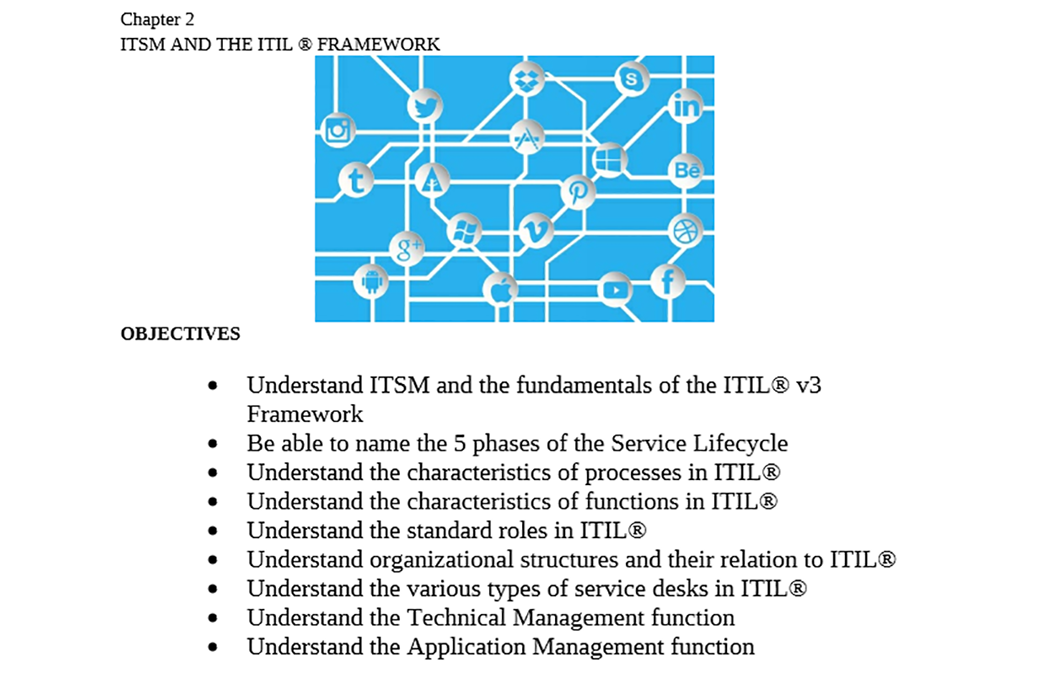 Chapter 2
ITSM AND THE ITIL ® FRAMEWORK
in
Bē
t
g+
f
OBJECTIVES
• Understand ITSM and the fundamentals of the ITIL® v3
Framework
• Be able to name the 5 phases of the Service Lifecycle
• Understand the characteristics of processes in ITIL®
• Understand the characteristics of functions in ITIL®
• Understand the standard roles in ITIL®
• Understand organizational structures and their relation to ITIL®
• Understand the various types of service desks in ITIL®
• Understand the Technical Management function
• Understand the Application Management function